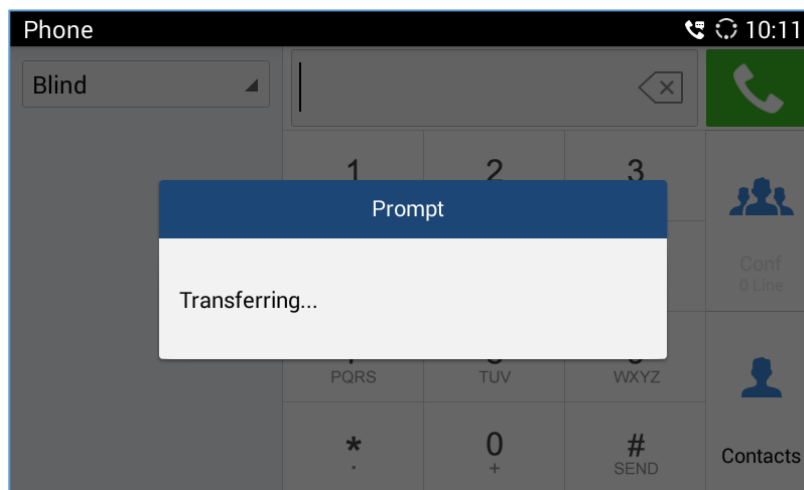 Phone
10:11
Blind
1
2
3
Prompt
Conf
0 Line
Transferring...
PQRS
TUV
WXYZ
*
0
#
.
+
SEND
Contacts